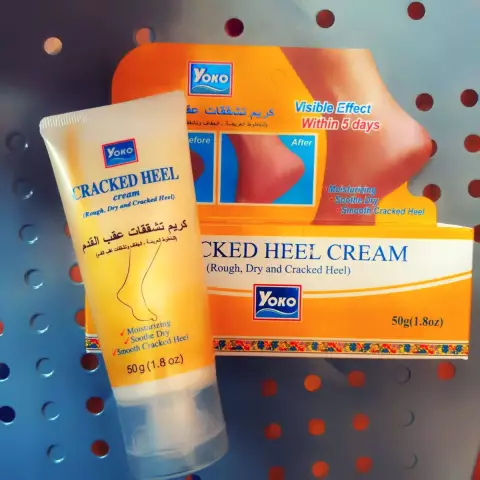 YOKO
كريم تشققات عقب
Visible Effect
Within 5 days
Before
After
Moisturizing
Soothe Dry
Smooth Cracked Heel
CKED HEEL CREAM
(Rough, Dry and Cracked Heel)
YOKO
50g(1.8oz)
YOKO
CRACKED HEEL
cream
(Rough, Dry and Cracked Heel)
كريم تشققات عقب القدم
Moisturizing
Soothe Dry
Smooth Cracked Heel
50g (1.8 oz)